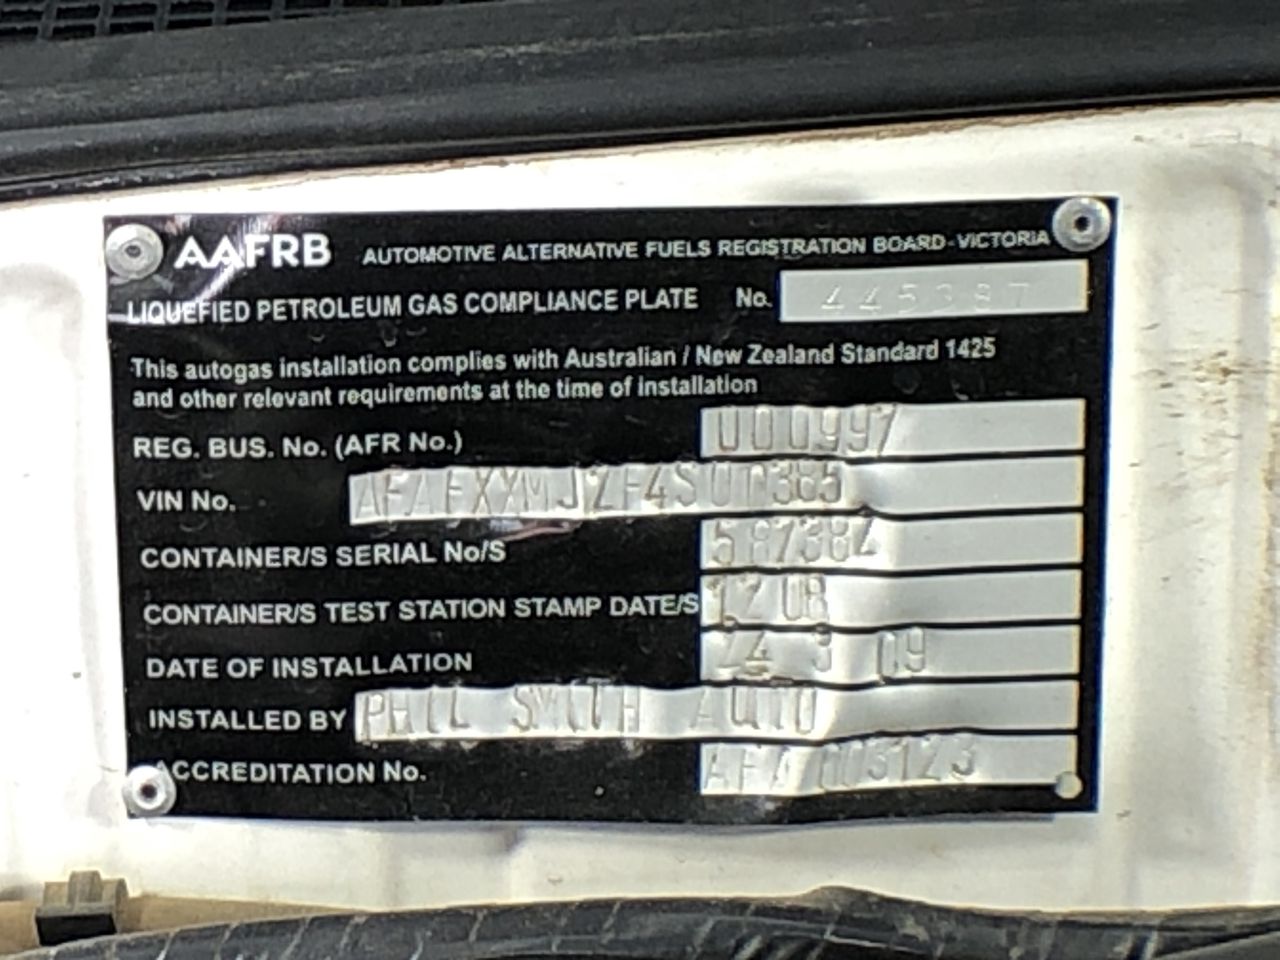 AAFRB AUTOMOTIVE ALTERNATIVE FUELS REGISTRATION BOARD-VICTORIA
LIQUEFIED PETROLEUM GAS COMPLIANCE PLATE No. 445387
This autogas installation complies with Australian / New Zealand Standard 1425
and other relevant requirements at the time of installation
REG. BUS. No. (AFR No.) 000997
VIN No.
CONTAINER/S SERIAL No/S 587384
CONTAINER/S TEST STATION STAMP DATE/S 12 08
DATE OF INSTALLATION 24 3 09
INSTALLED BY PHIL SMITH AUTO
ACCREDITATION No.